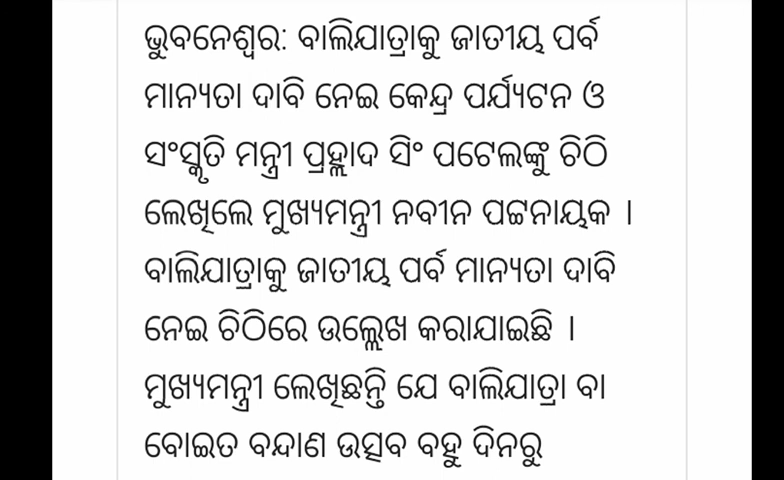 ଭୁବନେଶ୍ୱର: ବାଲିଯାତ୍ରାକୁ ଜାତୀୟ ପର୍ବ
ମାନ୍ୟତା ଦାବି ନେଇ କେନ୍ଦ୍ର ପର୍ଯ୍ୟଟନ ଓ
ସଂସ୍କୃତି ମନ୍ତ୍ରୀ ପ୍ରହ୍ଲାଦ ସିଂ ପଟେଲଙ୍କୁ ଚିଠି
ଲେଖିଲେ ମୁଖ୍ୟମନ୍ତ୍ରୀ ନବୀନ ପଟ୍ଟନାୟକ ।
ବାଲିଯାତ୍ରାକୁ ଜାତୀୟ ପର୍ବ ମାନ୍ୟତା ଦାବି
ନେଇ ଚିଠିରେ ଉଲ୍ଲେଖ କରାଯାଇଛି ।
ମୁଖ୍ୟମନ୍ତ୍ରୀ ଲେଖିଛନ୍ତି ଯେ ବାଲିଯାତ୍ରା ବା
ବୋଇତ ବନ୍ଦାଣ ଉତ୍ସବ ବହୁ ଦିନରୁ